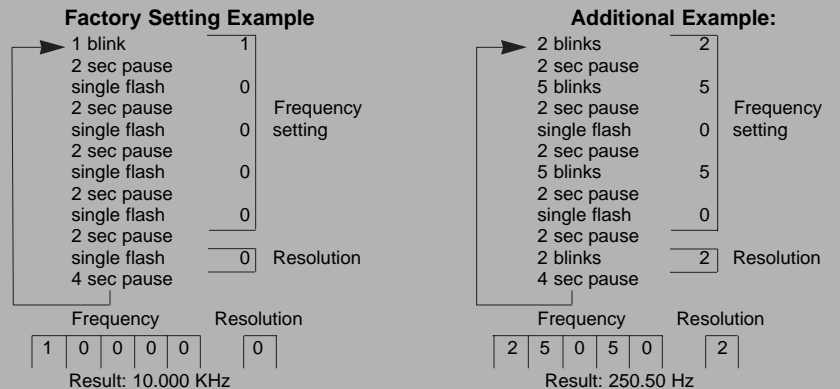 Factory Setting Example
1 blink 1
2 sec pause
single flash 0
2 sec pause Frequency
single flash 0 setting
2 sec pause
single flash 0
2 sec pause
single flash 0
2 sec pause
single flash 0 Resolution
4 sec pause
Frequency Resolution
1 0 0 0 0 0
Result: 10.000 KHz
Additional Example:
2 blinks 2
2 sec pause
5 blinks 5
2 sec pause Frequency
single flash 0 setting
2 sec pause
5 blinks 5
2 sec pause
single flash 0
2 sec pause
2 blinks 2 Resolution
4 sec pause
Frequency Resolution
2 5 0 5 0 2
Result: 250.50 Hz